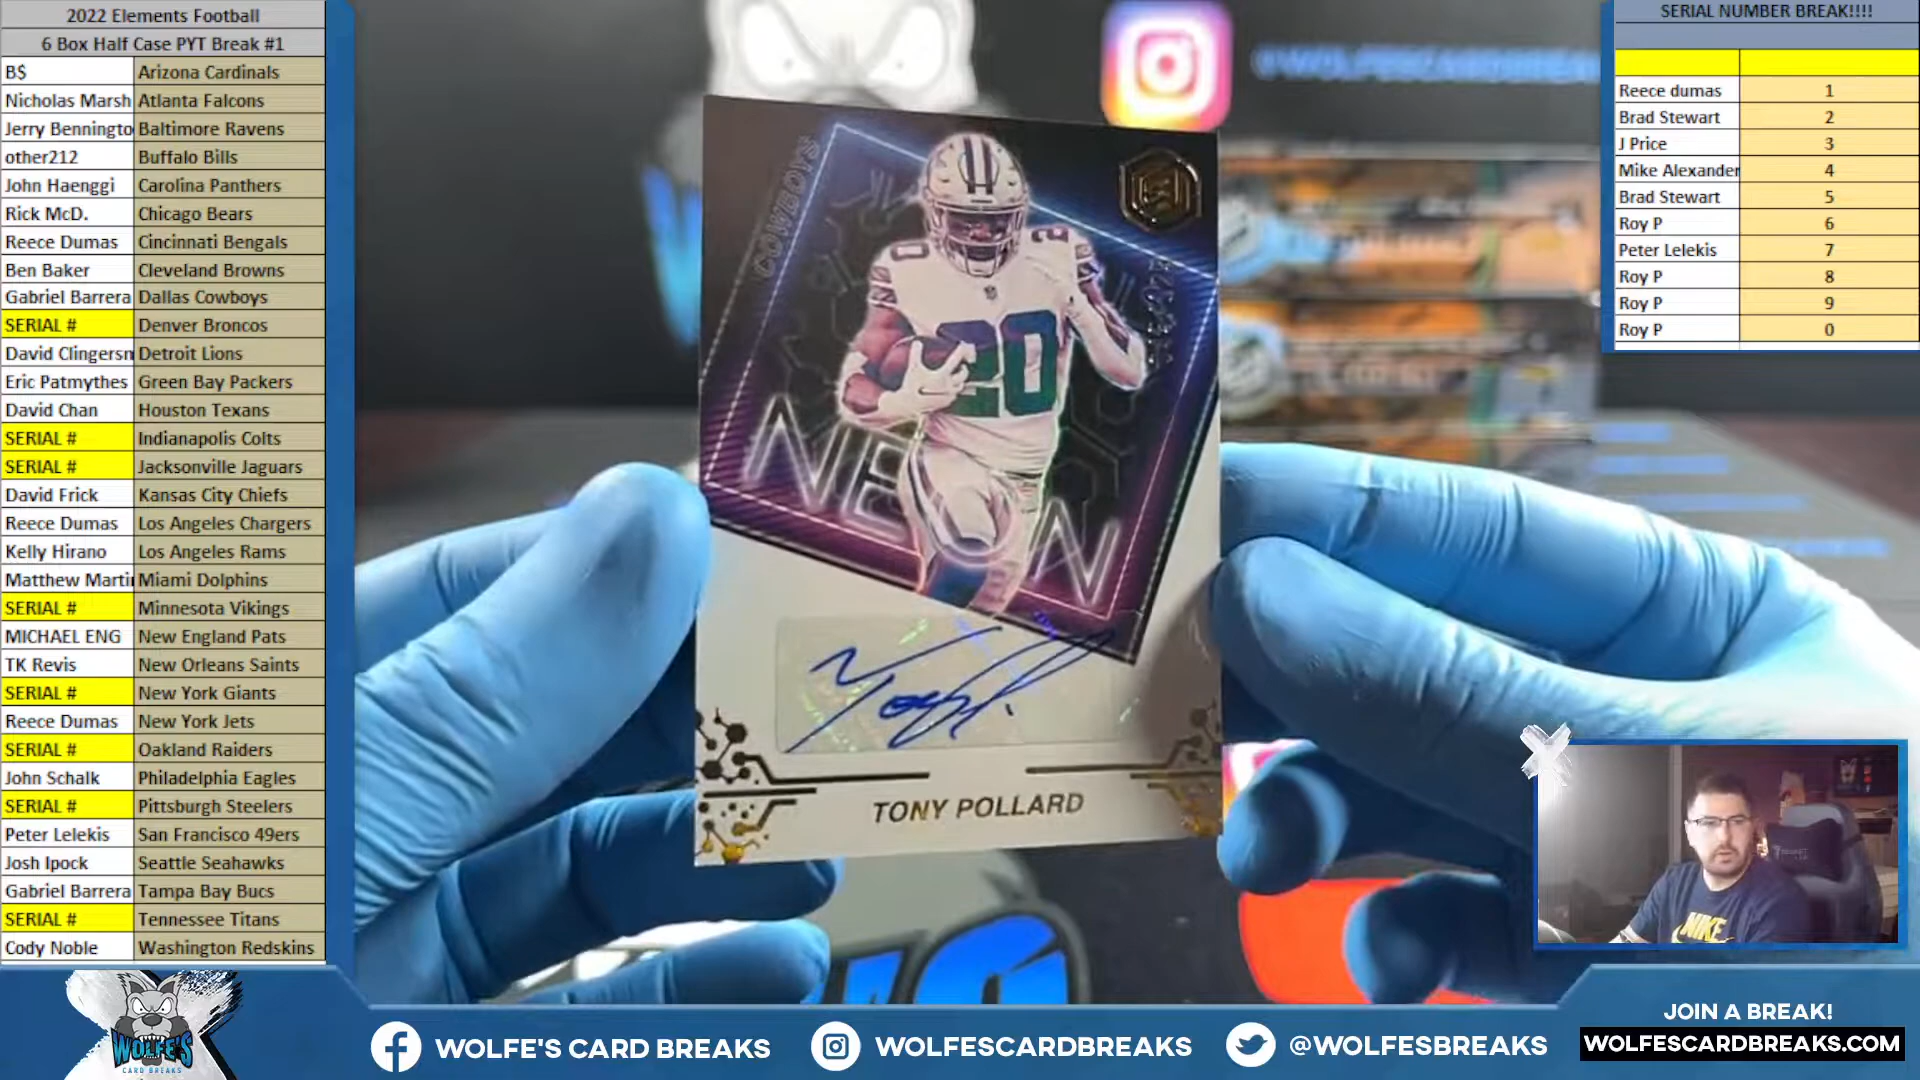 2022 Elements Football
6 Box Half Case PYT Break #1
B$ Arizona Cardinals
Nicholas Marsh Atlanta Falcons
Jerry Benningto Baltimore Ravens
other212 Buffalo Bills
John Haenggi Carolina Panthers
Rick McD. Chicago Bears
Reece Dumas Cincinnati Bengals
Ben Baker Cleveland Browns
Gabriel Barrera Dallas Cowboys
SERIAL # Denver Broncos
David Clingersn Detroit Lions
Eric Patmythes Green Bay Packers
David Chan Houston Texans
SERIAL # Indianapolis Colts
SERIAL # Jacksonville Jaguars
David Frick Kansas City Chiefs
Reece Dumas Los Angeles Chargers
Kelly Hirano Los Angeles Rams
Matthew Martin Miami Dolphins
SERIAL # Minnesota Vikings
MICHAEL ENG New England Pats
TK Revis New Orleans Saints
SERIAL # New York Giants
Reece Dumas New York Jets
SERIAL # Oakland Raiders
John Schalk Philadelphia Eagles
SERIAL # Pittsburgh Steelers
Peter Lelekis San Francisco 49ers
Josh Ipock Seattle Seahawks
Gabriel Barrera Tampa Bay Bucs
SERIAL # Tennessee Titans
Cody Noble Washington Redskins
COWBOYS
20
20
NEON
TONY POLLARD
SERIAL NUMBER BREAK!!!!
Reece dumas 1
Brad Stewart 2
J Price 3
Mike Alexander 4
Brad Stewart 5
Roy P 6
Peter Lelekis 7
Roy P 8
Roy P 9
Roy P 0
NIKE
WOLFE'S
CARD BREAKS
WOLFE'S CARD BREAKS
WOLFESCARDBREAKS
@WOLFESBREAKS
JOIN A BREAK!
WOLFESCARDBREAKS.COM